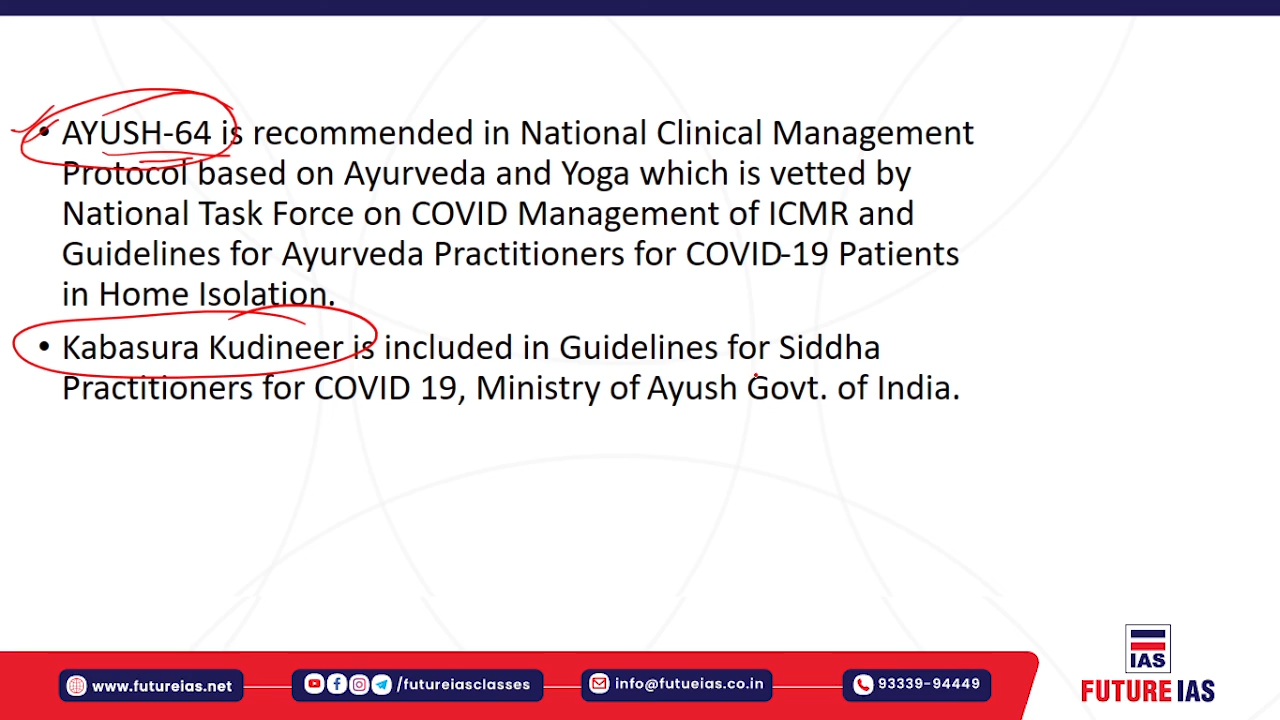 • AYUSH-64 is recommended in National Clinical Management
Protocol based on Ayurveda and Yoga which is vetted by
National Task Force on COVID Management of ICMR and
Guidelines for Ayurveda Practitioners for COVID-19 Patients
in Home Isolation.
• Kabasura Kudineer is included in Guidelines for Siddha
Practitioners for COVID 19, Ministry of Ayush Govt. of India.
IAS
FUTURE IAS
www.futureias.net
/futureiasclasses
info@futueias.co.in
93339-94449